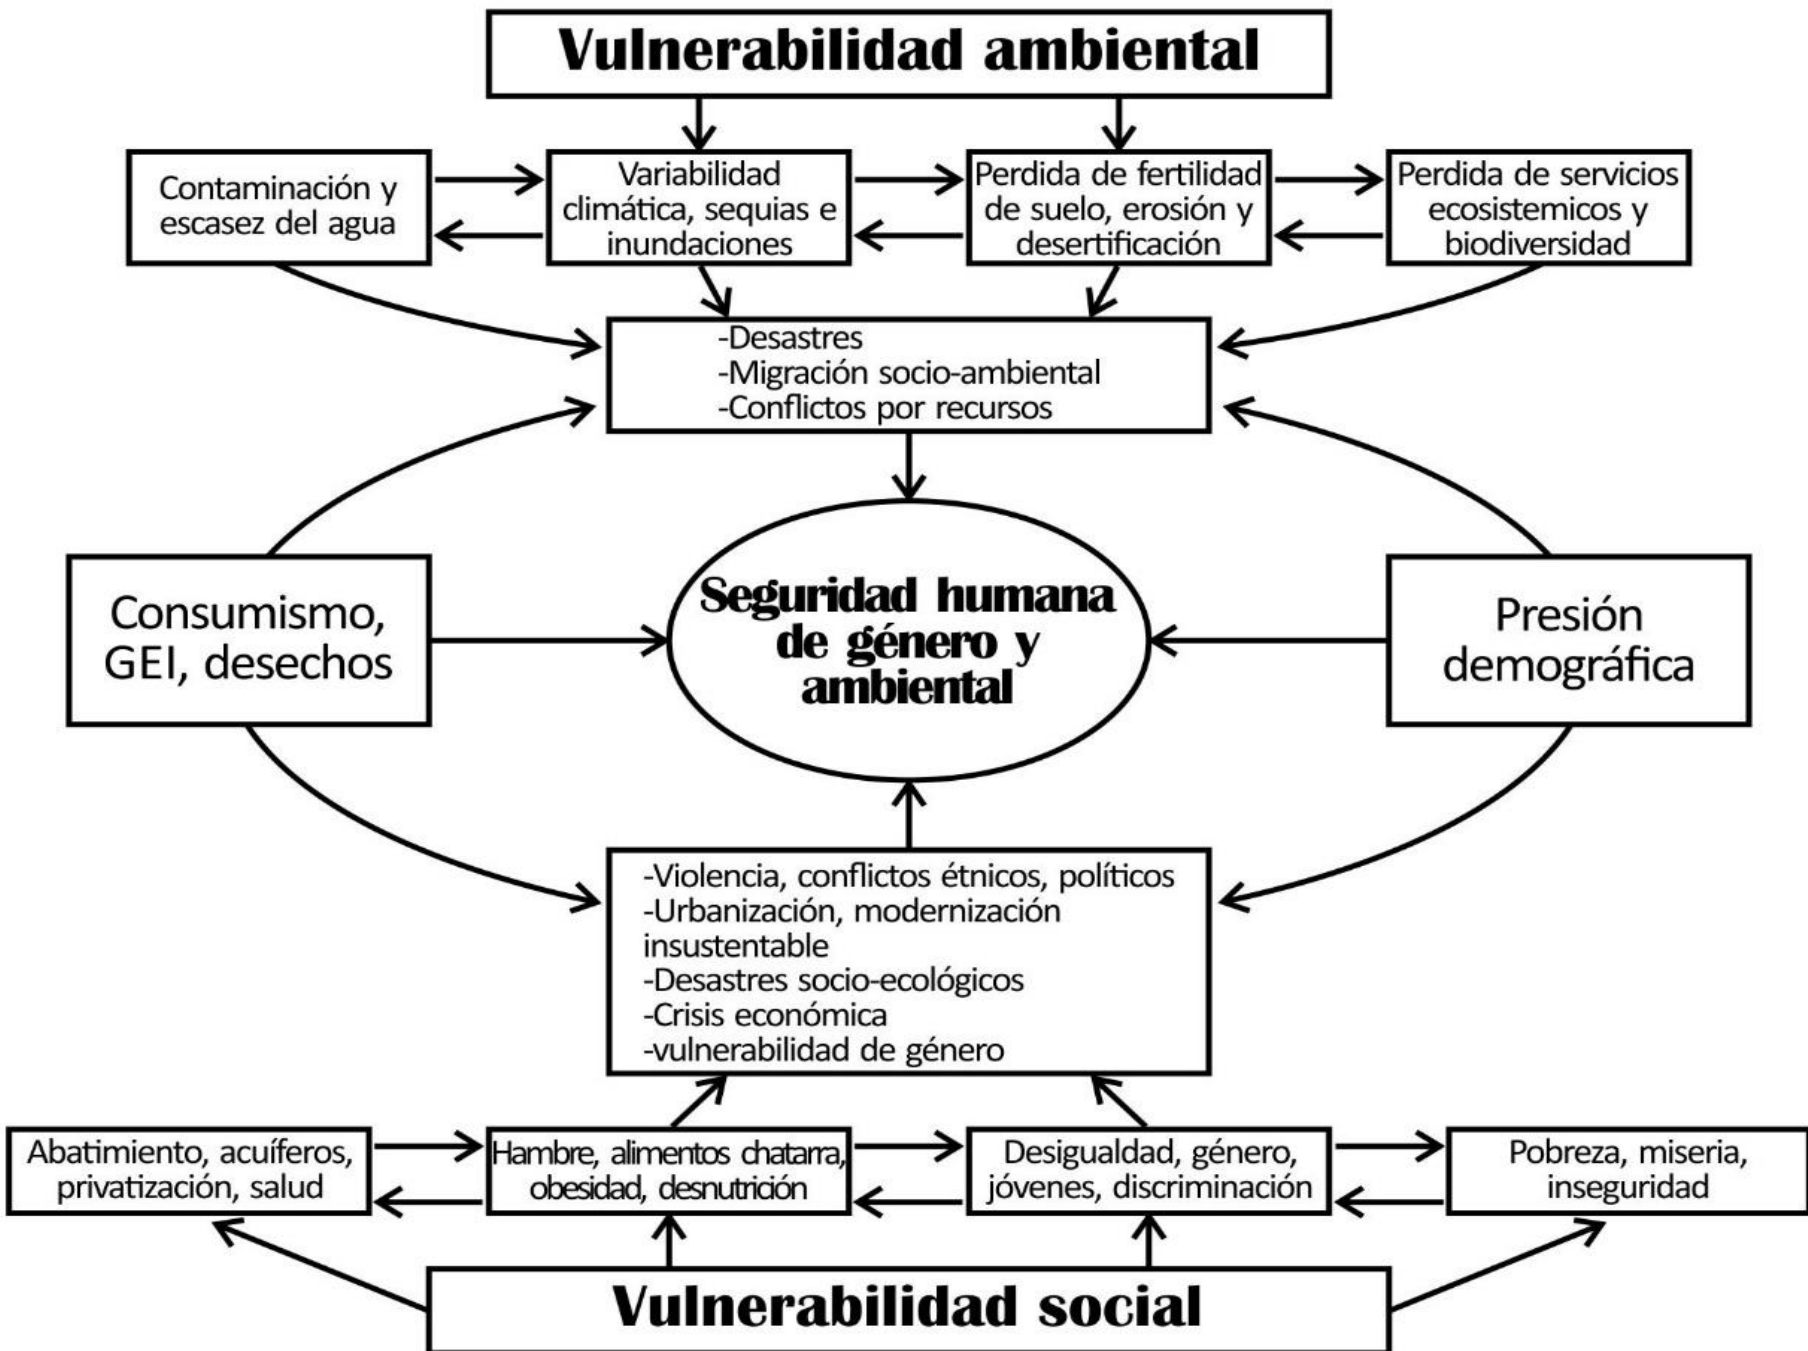 Vulnerabilidad ambiental
Contaminación y
escasez del agua
Variabilidad
climática, sequias e
inundaciones
Perdida de fertilidad
de suelo, erosión y
desertificación
Perdida de servicios
ecosistemicos y
biodiversidad
-Desastres
-Migración socio-ambiental
-Conflictos por recursos
Consumismo,
GEI, desechos
Seguridad humana
de género y
ambiental
Presión
demográfica
-Violencia, conflictos étnicos, políticos
-Urbanización, modernización
insustentable
-Desastres socio-ecológicos
-Crisis económica
-vulnerabilidad de género
Abatimiento, acuíferos,
privatización, salud
Hambre, alimentos chatarra,
obesidad, desnutrición
Desigualdad, género,
jóvenes, discriminación
Pobreza, miseria,
inseguridad
Vulnerabilidad social